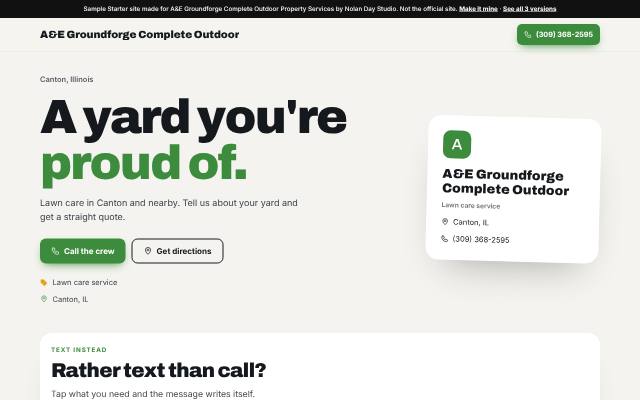 Sample Starter site made for A&E Groundforge Complete Outdoor Property Services by Nolan Day Studio. Not the official site. Make it mine · See all 3 versions
A&E Groundforge Complete Outdoor
(309) 368-2595
Canton, Illinois
A yard you're
proud of.
Lawn care in Canton and nearby. Tell us about your yard and
get a straight quote.
Call the crew
Get directions
Lawn care service
Canton, IL
A
A&E Groundforge
Complete Outdoor
Lawn care service
Canton, IL
(309) 368-2595
TEXT INSTEAD
Rather text than call?
Tap what you need and the message writes itself.